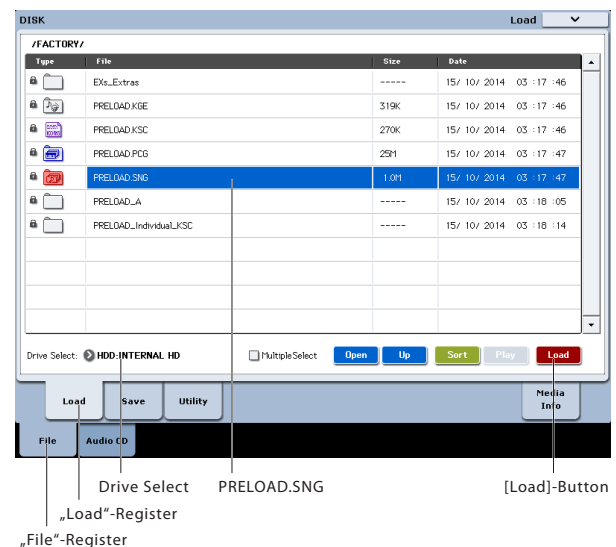 DISK Load
/FACTORY/
Type File Size Date
EXs_Extras ----- 15/ 10/ 2014 03 :17 :46
PRELOAD.KGE 319K 15/ 10/ 2014 03 :17 :46
PRELOAD.KSC 270K 15/ 10/ 2014 03 :17 :46
PRELOAD.PCG 25M 15/ 10/ 2014 03 :17 :47
PRELOAD.SNG 1.0M 15/ 10/ 2014 03 :17 :47
PRELOAD_A ----- 15/ 10/ 2014 03 :18 :05
PRELOAD_Individual_KSC ----- 15/ 10/ 2014 03 :18 :14
Drive Select: HDD:INTERNAL HD MultipleSelect Open Up Sort Play Load
Load Save Utility Media Info
File Audio CD
Drive Select PRELOAD.SNG [Load]-Button
„Load“-Register
„File“-Register